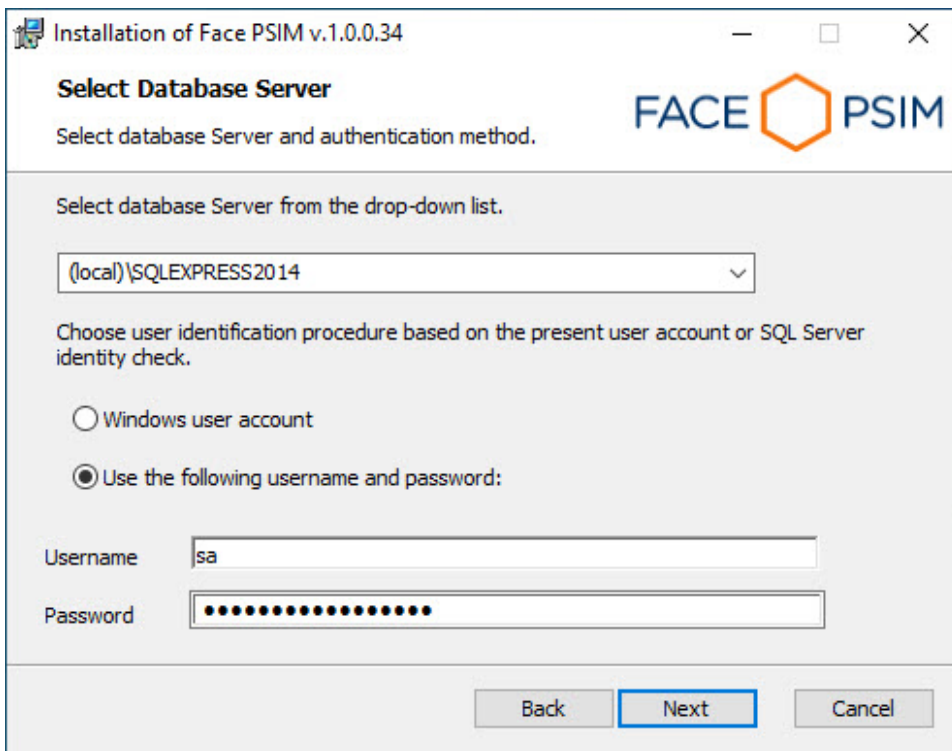 Installation of Face PSIM v.1.0.0.34
Select Database Server
Select database Server and authentication method.
FACE PSIM
Select database Server from the drop-down list.
(local)\SQLEXPRESS2014
Choose user identification procedure based on the present user account or SQL Server
identity check.
Windows user account
Use the following username and password:
Username sa
Password •••••••••••••••••
Back Next Cancel